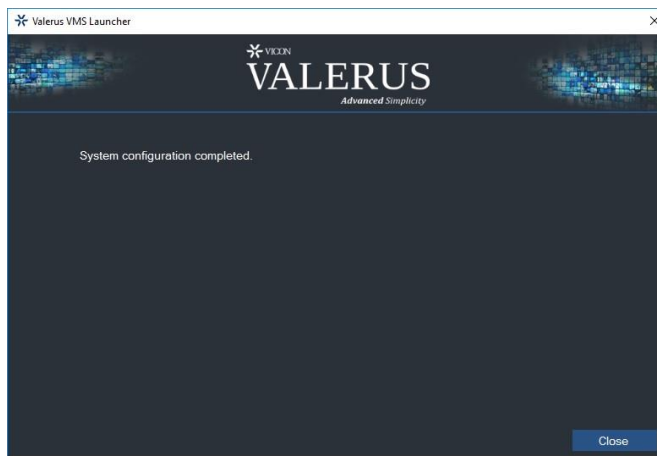 Valerus VMS Launcher
VICON
VALERUS
Advanced Simplicity
System configuration completed.
Close